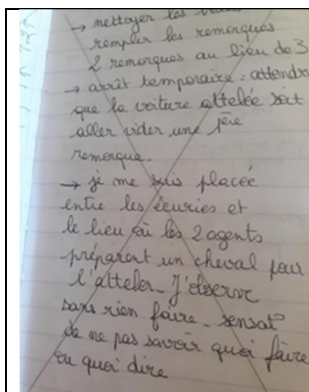 → nettoyer les
remplir les remorques
2 remorques au lieu de 3
→ arrêt temporaire : attendre
que la voiture attelée soit
aller vider une 1ère
remorque.
→ je me suis placée
entre les écuries et
le lieu où les 2 agents
préparent un cheval pour
l'atteler. J'observe
sans rien faire. sensat°
de ne pas savoir quoi faire
ou quoi dire